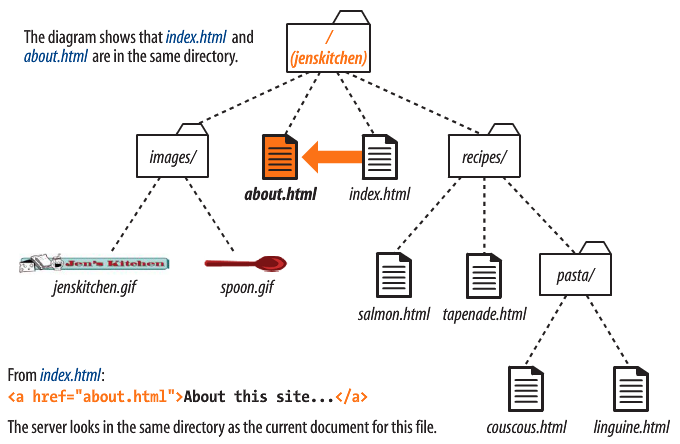 The diagram shows that index.html and
about.html are in the same directory.
/
(jenskitchen)
images/
about.html
index.html
recipes/
Jen's Kitchen
jenskitchen.gif
spoon.gif
salmon.html
tapenade.html
pasta/
couscous.html
linguine.html
From index.html:
<a href="about.html">About this site...</a>
The server looks in the same directory as the current document for this file.